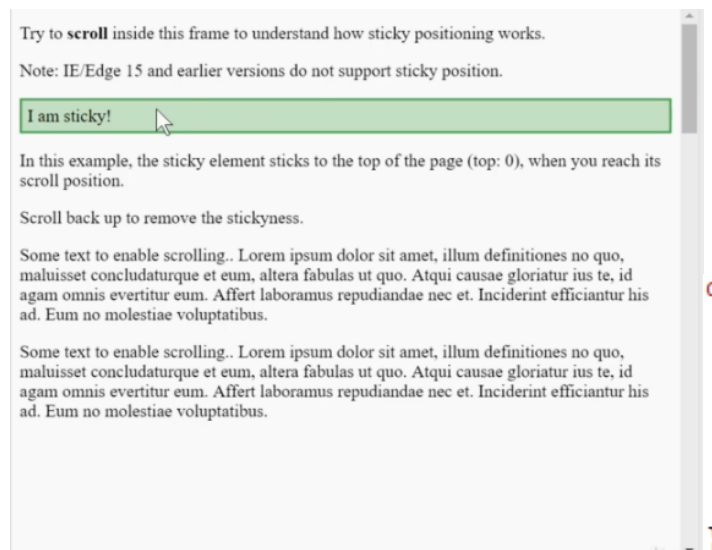 Try to scroll inside this frame to understand how sticky positioning works.
Note: IE/Edge 15 and earlier versions do not support sticky position.
I am sticky!
In this example, the sticky element sticks to the top of the page (top: 0), when you reach its
scroll position.
Scroll back up to remove the stickyness.
Some text to enable scrolling.. Lorem ipsum dolor sit amet, illum definitiones no quo,
maluisset concludaturque et eum, altera fabulas ut quo. Atqui causae gloriatur ius te, id
agam omnis evertitur eum. Affert laboramus repudiandae nec et. Inciderint efficiantur his
ad. Eum no molestiae voluptatibus.
Some text to enable scrolling.. Lorem ipsum dolor sit amet, illum definitiones no quo,
maluisset concludaturque et eum, altera fabulas ut quo. Atqui causae gloriatur ius te, id
agam omnis evertitur eum. Affert laboramus repudiandae nec et. Inciderint efficiantur his
ad. Eum no molestiae voluptatibus.